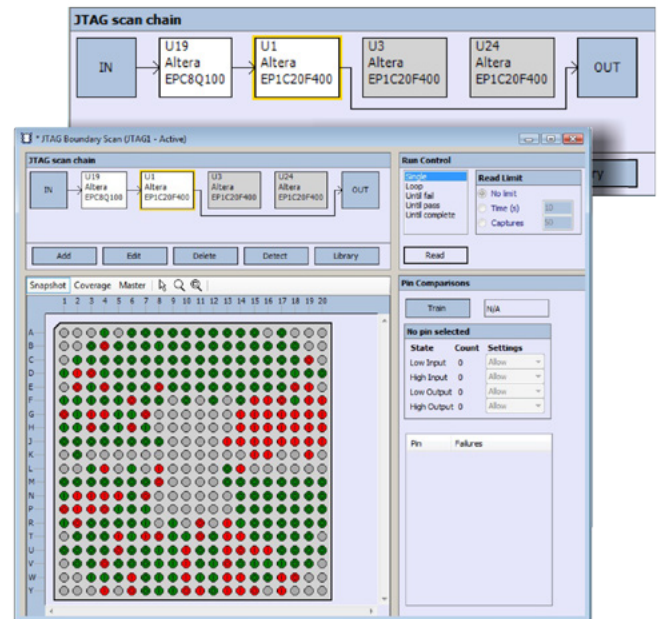 JTAG scan chain
IN
U19
Altera
EPC8Q100
U1
Altera
EP1C20F400
U3
Altera
EP1C20F400
U24
Altera
EP1C20F400
OUT
* JTAG Boundary Scan (JTAG1 - Active)
JTAG scan chain
IN
U19
Altera
EPC8Q100
U1
Altera
EP1C20F400
U3
Altera
EP1C20F400
U24
Altera
EP1C20F400
OUT
Add Edit Delete Detect Library
Run Control
Single
Loop
Until fail
Until pass
Until complete
Read Limit
No limit
Time (s) 10
Captures 50
Read
Snapshot Coverage Master
1 2 3 4 5 6 7 8 9 10 11 12 13 14 15 16 17 18 19 20
A
B
C
D
E
F
G
H
J
K
L
M
N
P
R
T
U
V
W
Y
Pin Comparisons
Train N/A
No pin selected
State Count Settings
Low Input 0 Allow
High Input 0 Allow
Low Output 0 Allow
High Output 0 Allow
Pin Failures